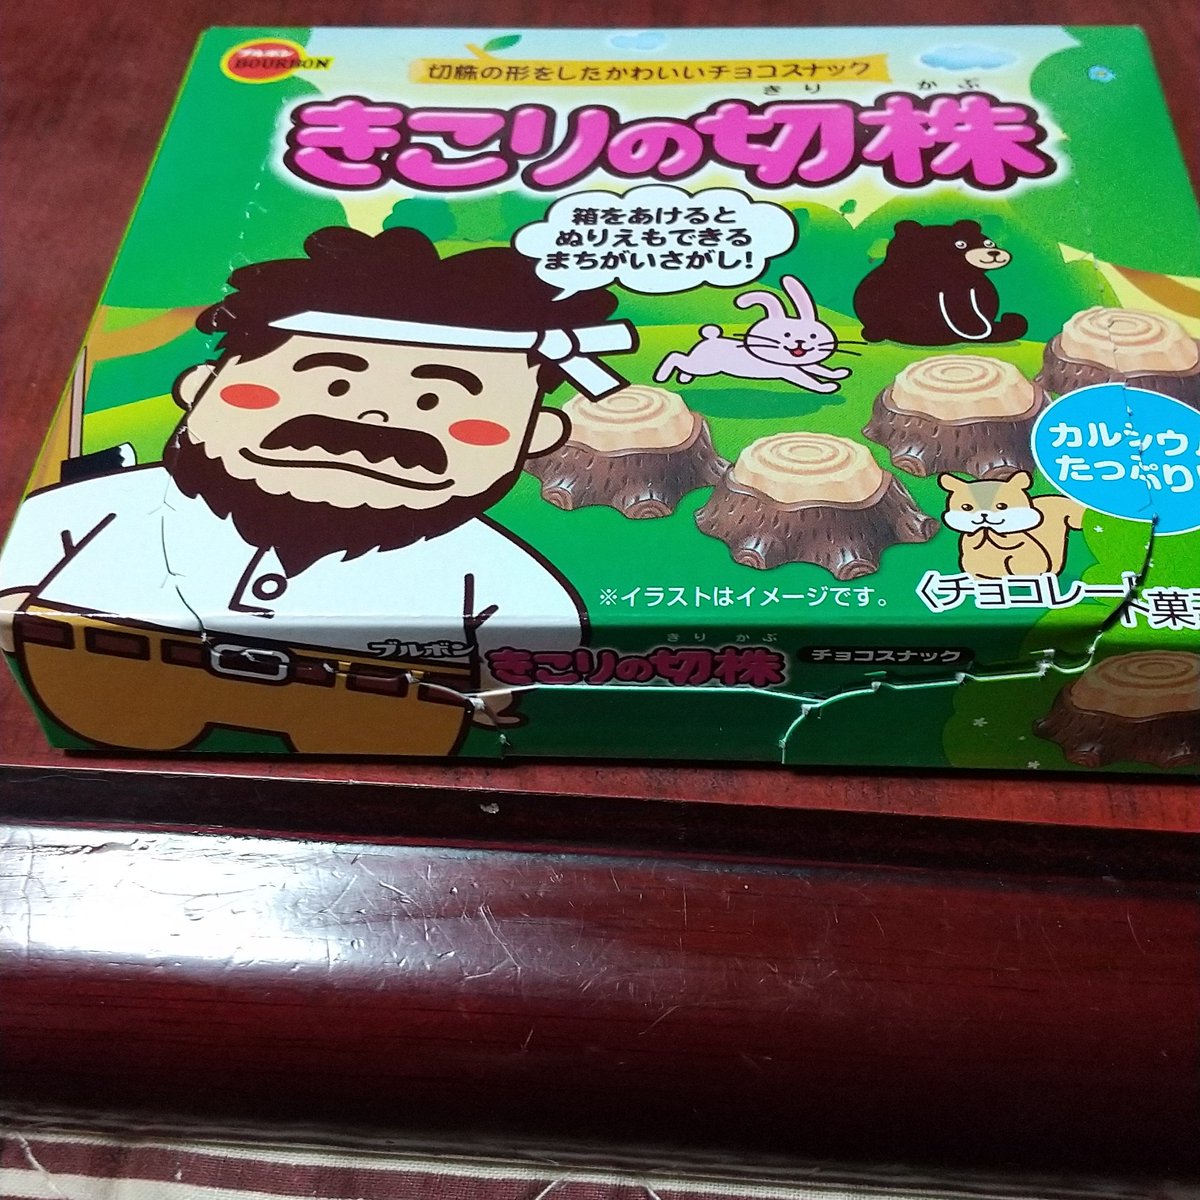 ブルボン
BOURBON
切株の形をしたかわいいチョコスナック
きり かぶ
きこりの切株
箱をあけると
ぬりえもできる
まちがいさがし!
カルシウム
たっぷり
※イラストはイメージです。
〈チョコレート菓
きり かぶ
ブルボン きこりの切株 チョコスナック